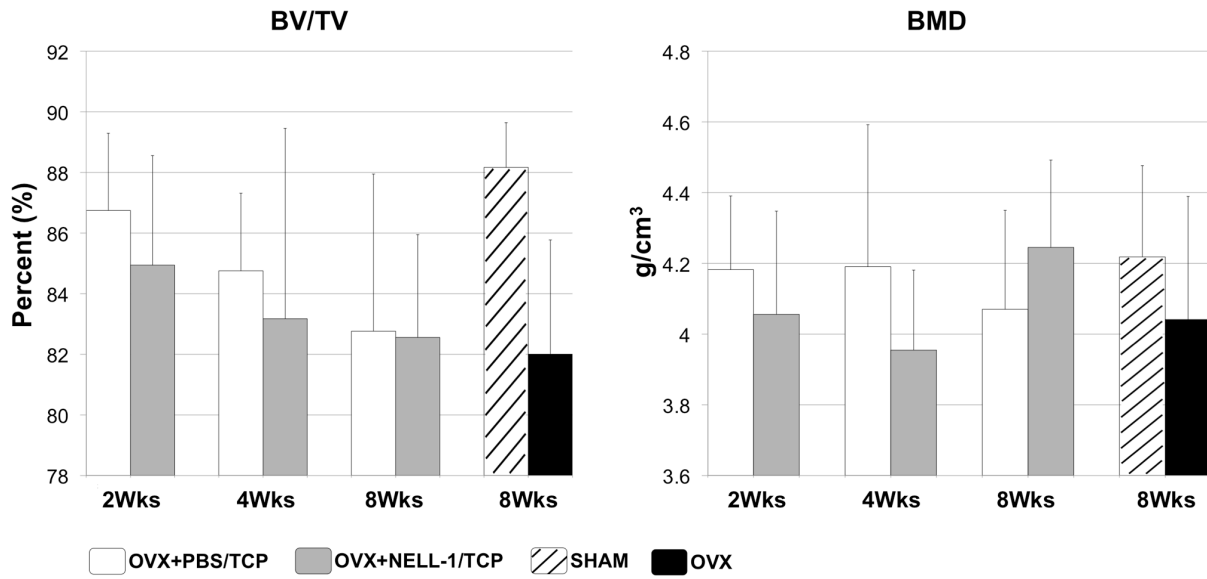 BV/TV
92
90
88
86
84
82
80
78
Percent (%)
2Wks 4Wks 8Wks 8Wks
BMD
4.8
4.6
4.4
4.2
4
3.8
3.6
g/cm³
2Wks 4Wks 8Wks 8Wks
OVX+PBS/TCP OVX+NELL-1/TCP SHAM OVX